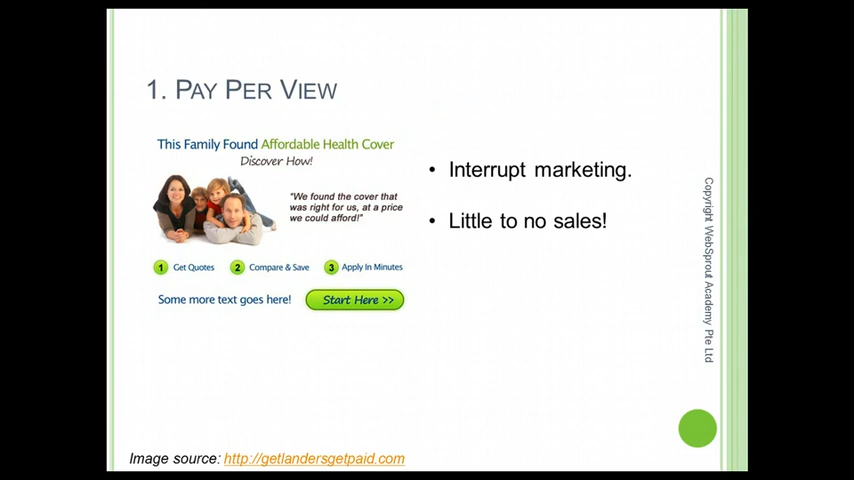 1. PAY PER VIEW
This Family Found Affordable Health Cover
Discover How!
"We found the cover that
was right for us, at a price
we could afford!"
1 Get Quotes 2 Compare & Save 3 Apply In Minutes
Some more text goes here! Start Here >>
• Interrupt marketing.
• Little to no sales!
Copyright WebSprout Academy Pte Ltd
Image source: http://getlandersgetpaid.com